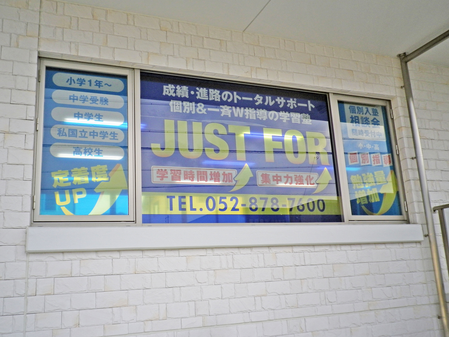 小学1年～
中学受験
中学生
私国立中学生
高校生
定着度
UP
成績・進路のトータルサポート
個別&一斉W指導の学習塾
JUST FOR
学習時間増加
集中力強化
TEL.052-878-7600
個別入塾
相談会
個別指導
勉強量
増加